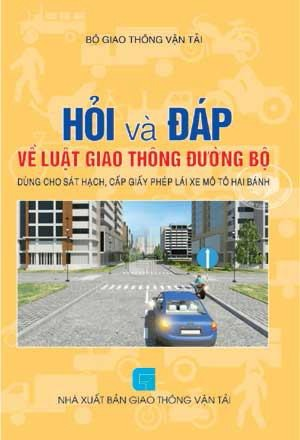 BỘ GIAO THÔNG VẬN TẢI
HỎI và ĐÁP
VỀ LUẬT GIAO THÔNG ĐƯỜNG BỘ
DÙNG CHO SÁT HẠCH, CẤP GIẤY PHÉP LÁI XE MÔ TÔ HAI BÁNH
1
NHÀ XUẤT BẢN GIAO THÔNG VẬN TẢI